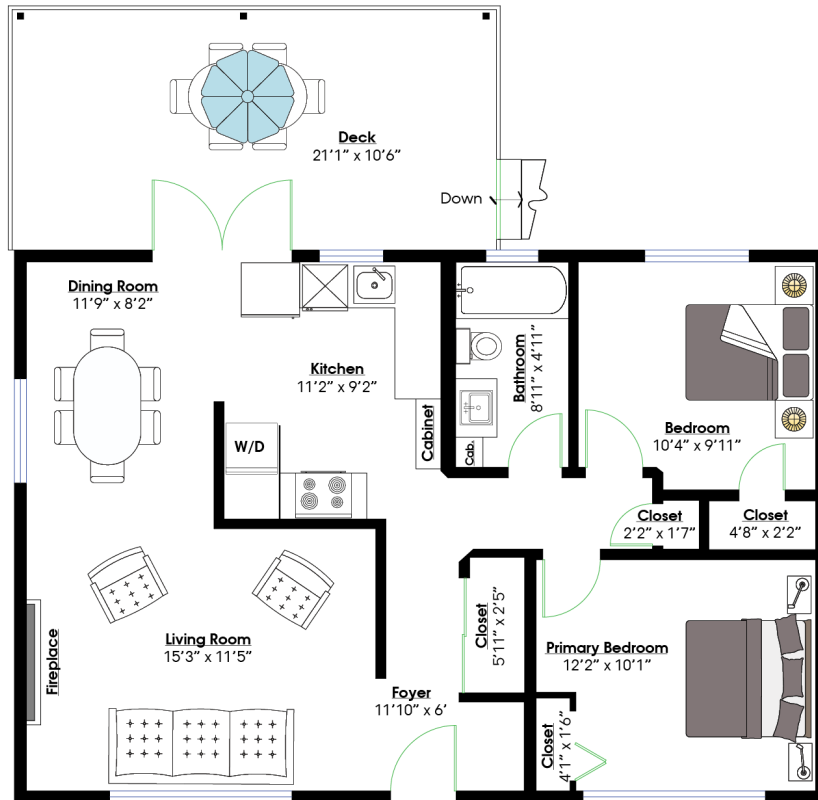 Deck
21'1" x 10'6"
Down
Dining Room
11'9" x 8'2"
Kitchen
11'2" x 9'2"
Cabinet
W/D
Bathroom
8'11" x 4'11"
Cab.
Bedroom
10'4" x 9'11"
Closet
2'2" x 1'7"
Closet
4'8" x 2'2"
Living Room
15'3" x 11'5"
Fireplace
Closet
5'11" x 2'5"
Primary Bedroom
12'2" x 10'1"
Foyer
11'10" x 6'
Closet
4'1" x 1'6"